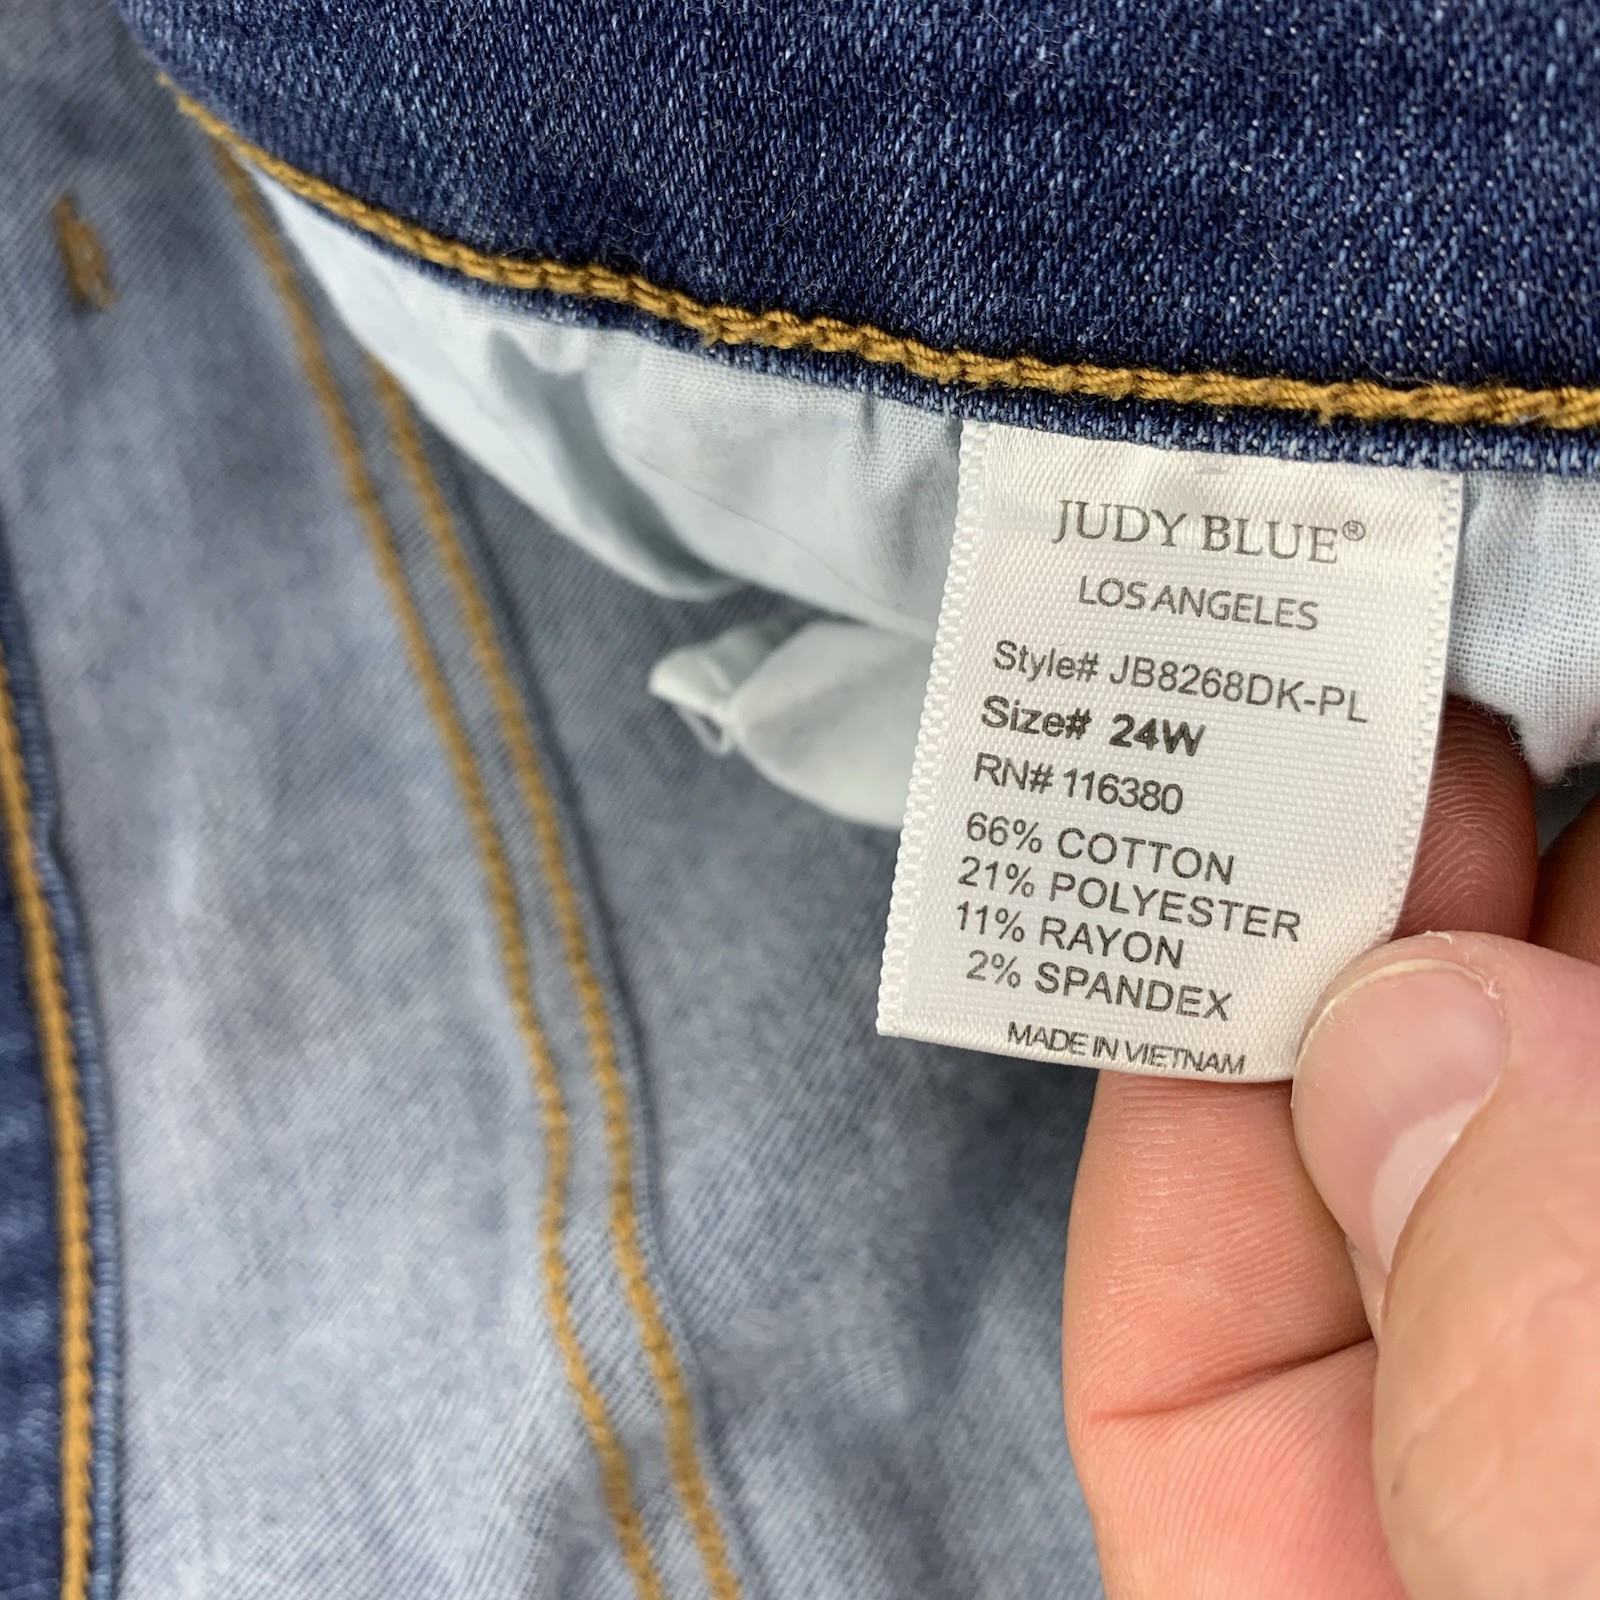 JUDY BLUE®
LOS ANGELES
Style# JB8268DK-PL
Size# 24W
RN# 116380
66% COTTON
21% POLYESTER
11% RAYON
2% SPANDEX
MADE IN VIETNAM